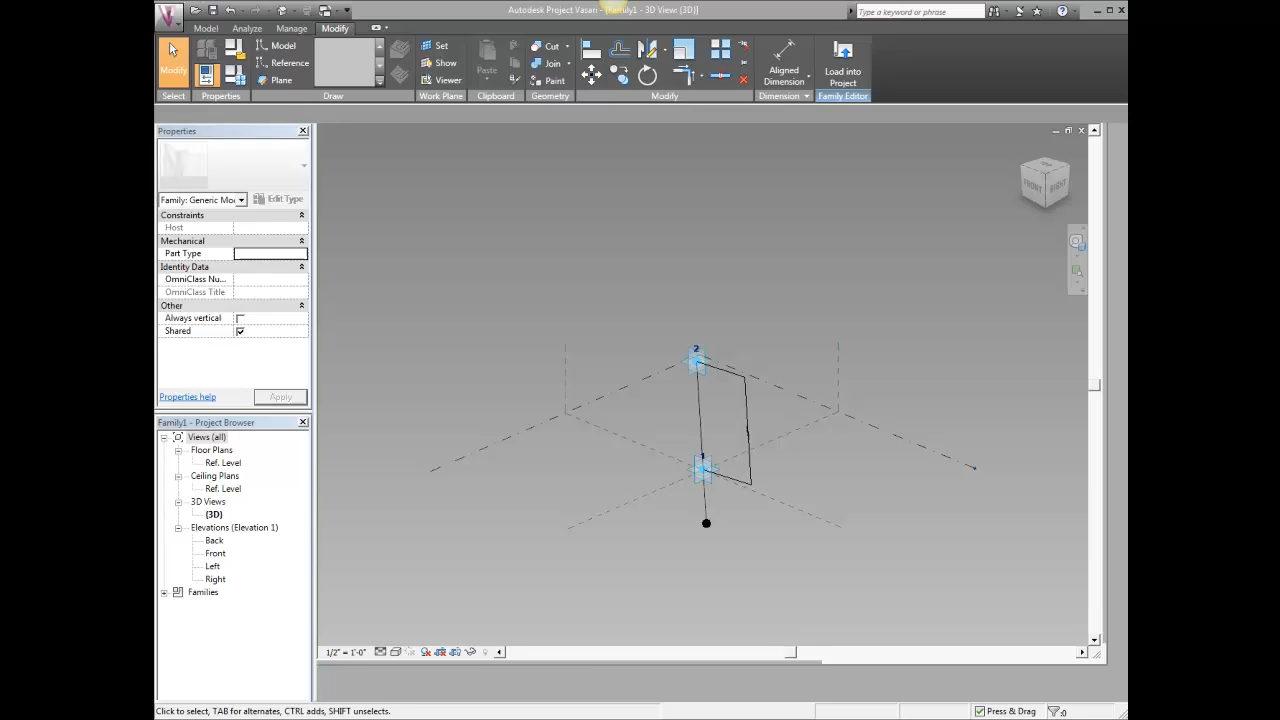 Autodesk Project Vasari - [Family1 - 3D View: {3D}]
Type a keyword or phrase
Model Analyze Manage Modify
Modify
Model
Reference
Plane
Set
Show
Viewer
Paste
Cut
Join
Paint
Aligned
Dimension
Load into
Project
Select Properties Draw Work Plane Clipboard Geometry Modify Dimension Family Editor
Properties
Family: Generic Mo
Edit Type
Constraints
Host
Mechanical
Part Type
Identity Data
OmniClass Nu...
OmniClass Title
Other
Always vertical
Shared
Properties help
Apply
Family1 - Project Browser
Views (all)
Floor Plans
Ref. Level
Ceiling Plans
Ref. Level
3D Views
{3D}
Elevations (Elevation 1)
Back
Front
Left
Right
Families
TOP
FRONT
RIGHT
2
1
1/2" = 1'-0"
Click to select, TAB for alternates, CTRL adds, SHIFT unselects.
Press & Drag
:0